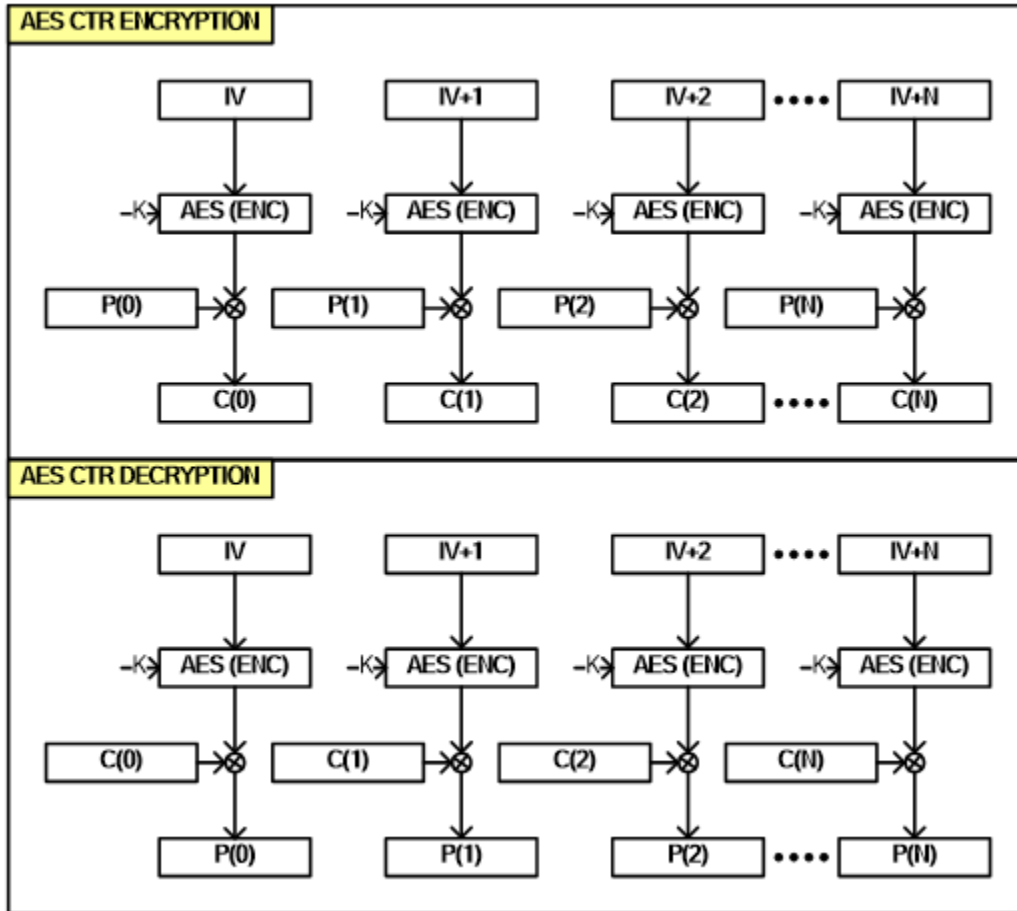 AES CTR ENCRYPTION
IV IV+1 IV+2 •••• IV+N
–K AES (ENC) –K AES (ENC) –K AES (ENC) –K AES (ENC)
P(0) P(1) P(2) P(N)
C(0) C(1) C(2) •••• C(N)
AES CTR DECRYPTION
IV IV+1 IV+2 •••• IV+N
–K AES (ENC) –K AES (ENC) –K AES (ENC) –K AES (ENC)
C(0) C(1) C(2) C(N)
P(0) P(1) P(2) •••• P(N)